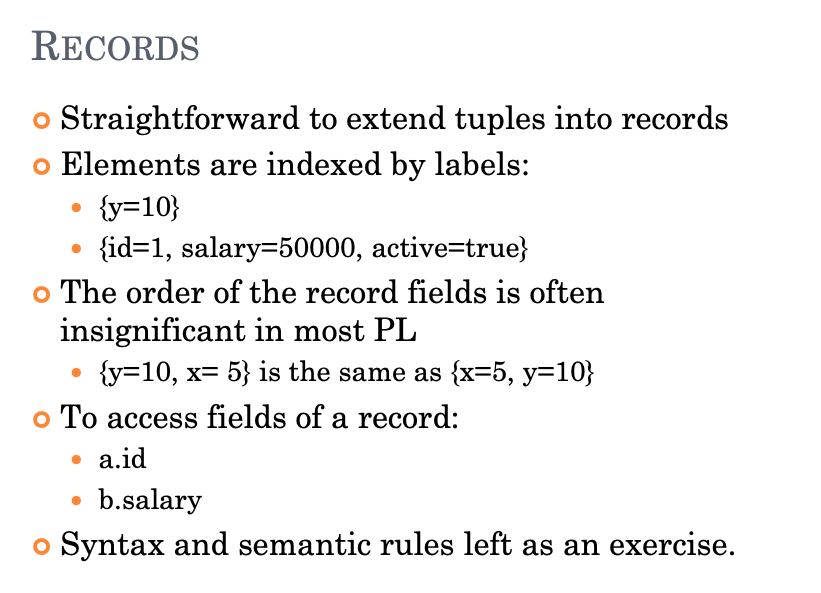 RECORDS
Straightforward to extend tuples into records
Elements are indexed by labels:
{y=10}
{id=1, salary=50000, active=true}
The order of the record fields is often
insignificant in most PL
{y=10, x= 5} is the same as {x=5, y=10}
To access fields of a record:
a.id
b.salary
Syntax and semantic rules left as an exercise.